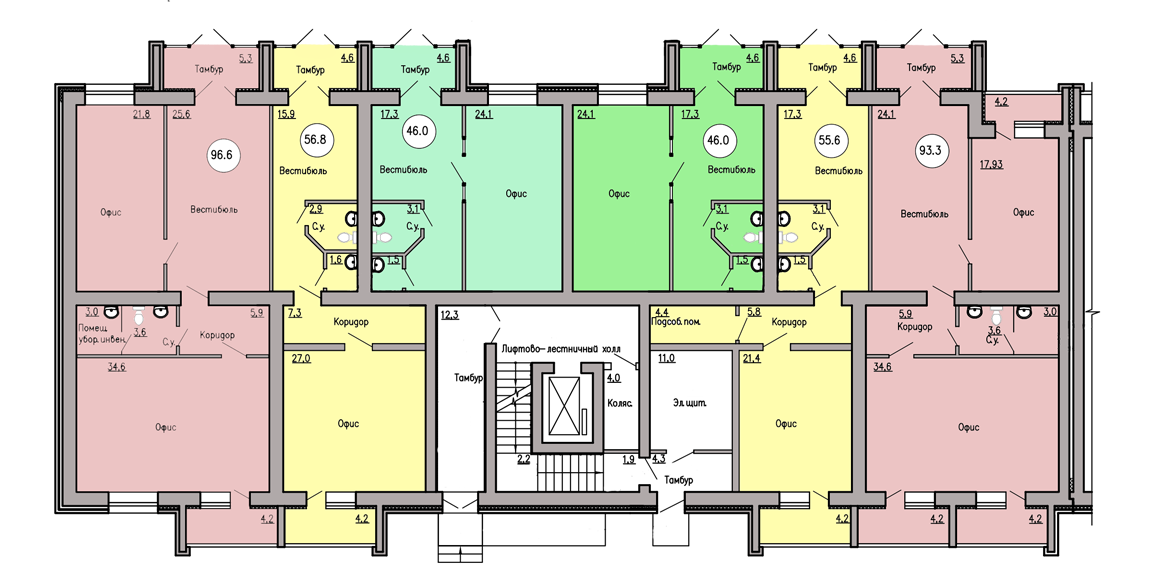 5.3 4.6 4.6 4.6 4.6 5.3
Тамбур Тамбур Тамбур Тамбур Тамбур Тамбур
4.2
21.8 25.6 15.9 17.3 24.1 24.1 17.3 17.3 24.1
96.6 56.8 46.0 46.0 55.6 93.3
17.93
Вестибюль Вестибюль Вестибюль Вестибюль
Офис Офис
Офис Вестибюль 2.9 3.1 3.1 3.1 Вестибюль Офис
С.у. С.у. С.у. С.у.
1.6 1.5 1.5 1.5
3.0 5.9 7.3 12.3 4.4 5.8 5.9 3.0
Помещ. 3.6 Коридор Подсоб. пом. Коридор Коридор 3.6
убор. инвен. С.у. Коридор С.у.
Лифтово-лестничный холл
34.6 27.0 11.0 21.4 34.6
Тамбур 4.0
Коляс. Эл.щит.
Офис Офис Офис Офис
2.2 1.9 4.3
Тамбур
4.2 4.2 4.2 4.2 4.2